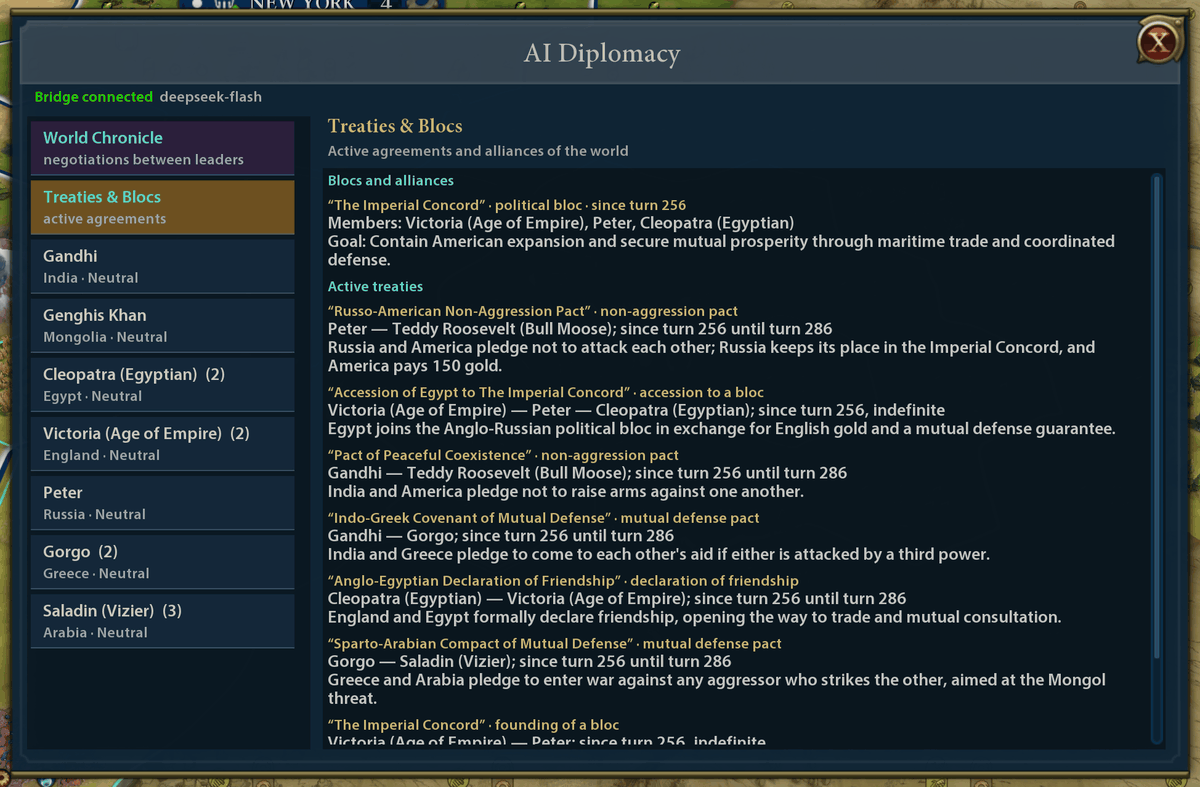 NEW YORK 4
AI Diplomacy
X
Bridge connected deepseek-flash
World Chronicle
negotiations between leaders
Treaties & Blocs
active agreements
Gandhi
India · Neutral
Genghis Khan
Mongolia · Neutral
Cleopatra (Egyptian) (2)
Egypt · Neutral
Victoria (Age of Empire) (2)
England · Neutral
Peter
Russia · Neutral
Gorgo (2)
Greece · Neutral
Saladin (Vizier) (3)
Arabia · Neutral
Treaties & Blocs
Active agreements and alliances of the world
Blocs and alliances
“The Imperial Concord” · political bloc · since turn 256
Members: Victoria (Age of Empire), Peter, Cleopatra (Egyptian)
Goal: Contain American expansion and secure mutual prosperity through maritime trade and coordinated
defense.
Active treaties
“Russo-American Non-Aggression Pact” · non-aggression pact
Peter — Teddy Roosevelt (Bull Moose); since turn 256 until turn 286
Russia and America pledge not to attack each other; Russia keeps its place in the Imperial Concord, and
America pays 150 gold.
“Accession of Egypt to The Imperial Concord” · accession to a bloc
Victoria (Age of Empire) — Peter — Cleopatra (Egyptian); since turn 256, indefinite
Egypt joins the Anglo-Russian political bloc in exchange for English gold and a mutual defense guarantee.
“Pact of Peaceful Coexistence” · non-aggression pact
Gandhi — Teddy Roosevelt (Bull Moose); since turn 256 until turn 286
India and America pledge not to raise arms against one another.
“Indo-Greek Covenant of Mutual Defense” · mutual defense pact
Gandhi — Gorgo; since turn 256 until turn 286
India and Greece pledge to come to each other's aid if either is attacked by a third power.
“Anglo-Egyptian Declaration of Friendship” · declaration of friendship
Cleopatra (Egyptian) — Victoria (Age of Empire); since turn 256 until turn 286
England and Egypt formally declare friendship, opening the way to trade and mutual consultation.
“Sparto-Arabian Compact of Mutual Defense” · mutual defense pact
Gorgo — Saladin (Vizier); since turn 256 until turn 286
Greece and Arabia pledge to enter war against any aggressor who strikes the other, aimed at the Mongol
threat.
“The Imperial Concord” · founding of a bloc
Victoria (Age of Empire) — Peter; since turn 256, indefinite